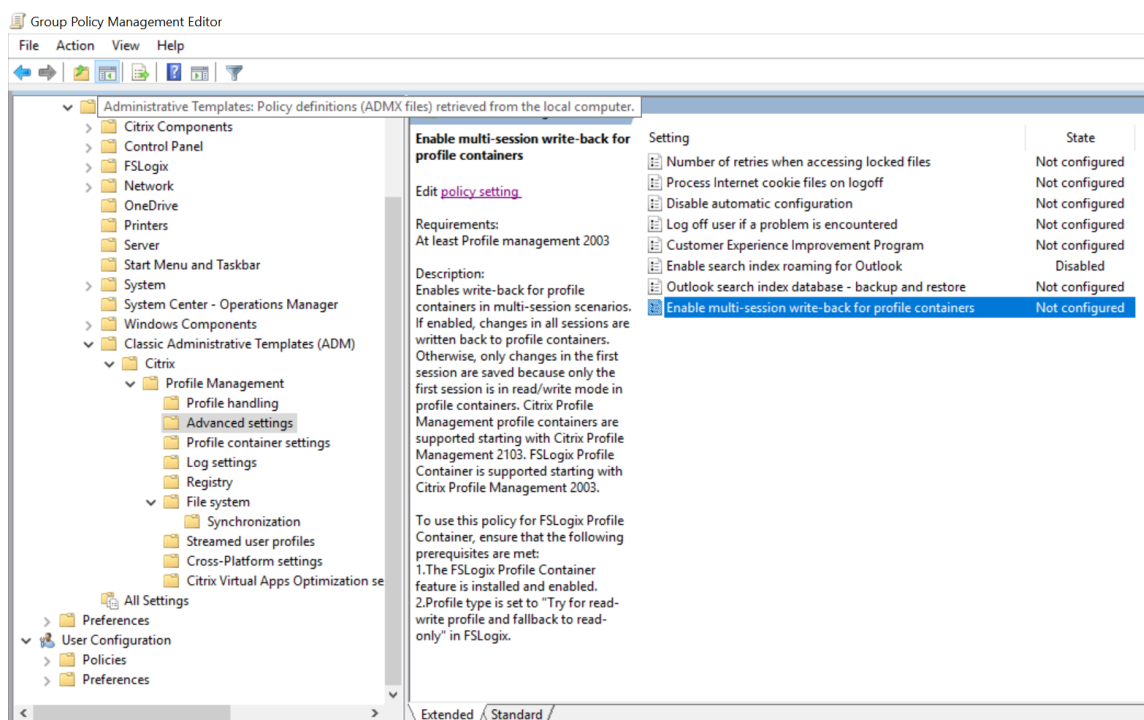 Group Policy Management Editor
File Action View Help
Administrative Templates: Policy definitions (ADMX files) retrieved from the local computer.
Citrix Components
Control Panel
FSLogix
Network
OneDrive
Printers
Server
Start Menu and Taskbar
System
System Center - Operations Manager
Windows Components
Classic Administrative Templates (ADM)
Citrix
Profile Management
Profile handling
Advanced settings
Profile container settings
Log settings
Registry
File system
Synchronization
Streamed user profiles
Cross-Platform settings
Citrix Virtual Apps Optimization se
All Settings
Preferences
User Configuration
Policies
Preferences
Enable multi-session write-back for
profile containers
Edit policy setting
Requirements:
At least Profile management 2003
Description:
Enables write-back for profile
containers in multi-session scenarios.
If enabled, changes in all sessions are
written back to profile containers.
Otherwise, only changes in the first
session are saved because only the
first session is in read/write mode in
profile containers. Citrix Profile
Management profile containers are
supported starting with Citrix Profile
Management 2103. FSLogix Profile
Container is supported starting with
Citrix Profile Management 2003.
To use this policy for FSLogix Profile
Container, ensure that the following
prerequisites are met:
1.The FSLogix Profile Container
feature is installed and enabled.
2.Profile type is set to "Try for read-
write profile and fallback to read-
only" in FSLogix.
Setting State
Number of retries when accessing locked files Not configured
Process Internet cookie files on logoff Not configured
Disable automatic configuration Not configured
Log off user if a problem is encountered Not configured
Customer Experience Improvement Program Not configured
Enable search index roaming for Outlook Disabled
Outlook search index database - backup and restore Not configured
Enable multi-session write-back for profile containers Not configured
Extended Standard